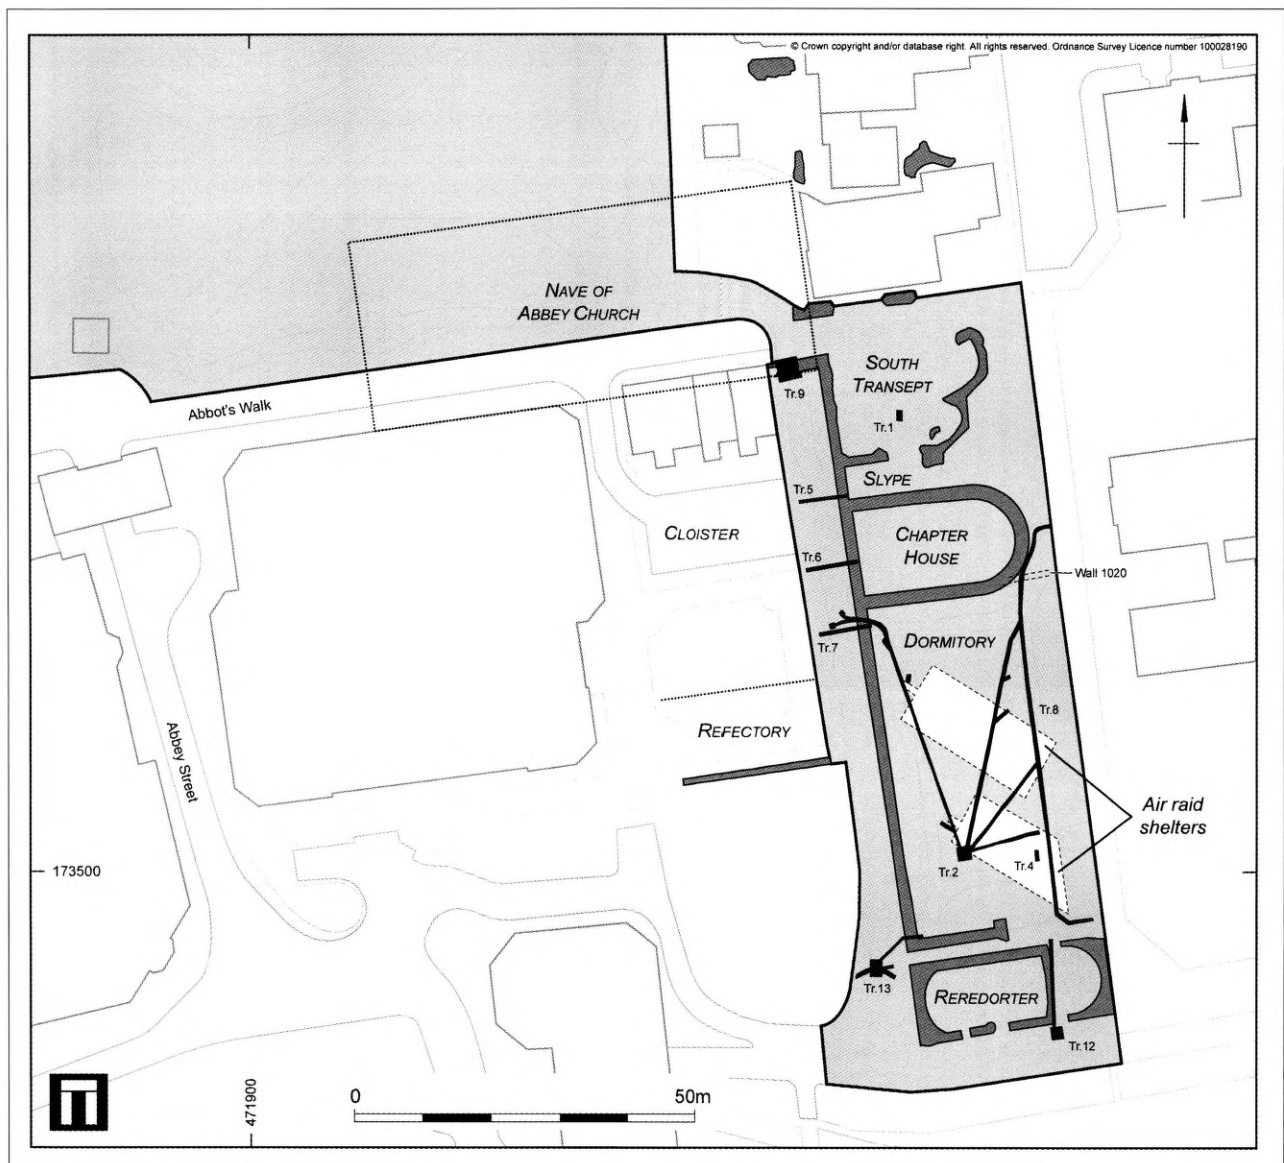 © Crown copyright and/or database right. All rights reserved. Ordnance Survey Licence number 100028190
NAVE OF
ABBEY CHURCH
Abbot's Walk
Tr.9
SOUTH
TRANSEPT
Tr.1
SLYPE
Tr.5
CLOISTER
CHAPTER
HOUSE
Tr.6
Wall 1020
Tr.7
DORMITORY
Tr.8
REFECTORY
Abbey Street
Air raid
shelters
173500
Tr.2
Tr.4
Tr.13
REREDORTER
Tr.12
471900
0
50m